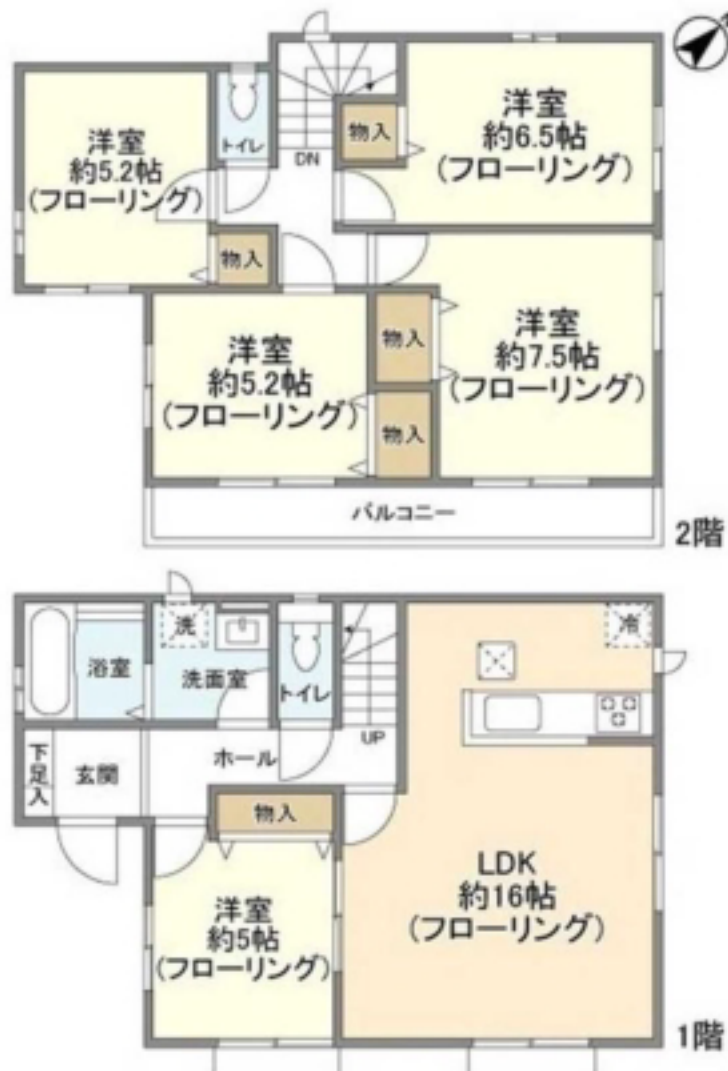 洋室
約5.2帖
(フローリング)
トイレ
DN
物入
洋室
約6.5帖
(フローリング)
物入
洋室
約5.2帖
(フローリング)
物入
物入
洋室
約7.5帖
(フローリング)
バルコニー
2階
浴室
洗
洗面室
トイレ
冷
下足入
玄関
ホール
UP
物入
洋室
約5帖
(フローリング)
LDK
約16帖
(フローリング)
1階